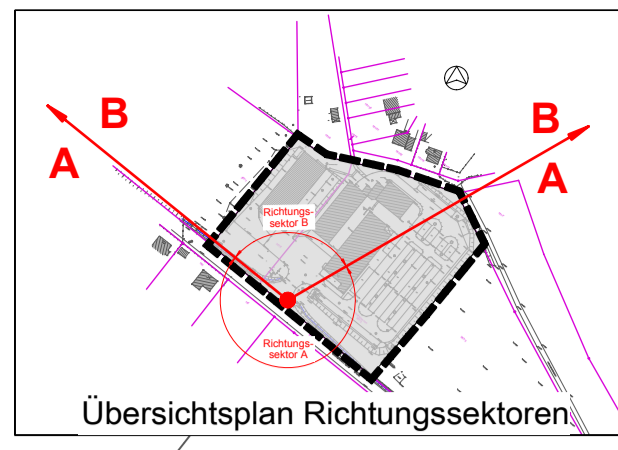 B
A
B
A
Richtungs-
sektor B
Richtungs-
sektor A
Übersichtsplan Richtungssektoren